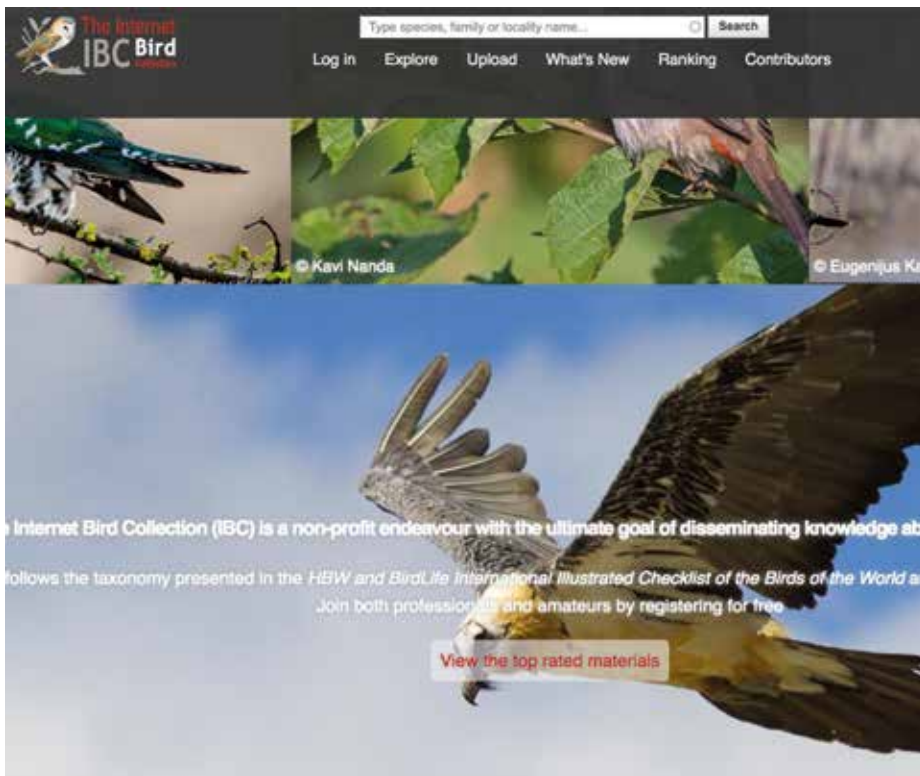 The Internet
IBC Bird
Type species, family or locality name...
Search
Log in Explore Upload What's New Ranking Contributors
© Kavi Nanda
© Eugenijus
e Internet Bird Collection (IBC) is a non-profit endeavour with the ultimate goal of disseminating knowledge ab
follows the taxonomy presented in the HBW and BirdLife International Illustrated Checklist of the Birds of the World a
Join both professionals and amateurs by registering for free
View the top rated materials